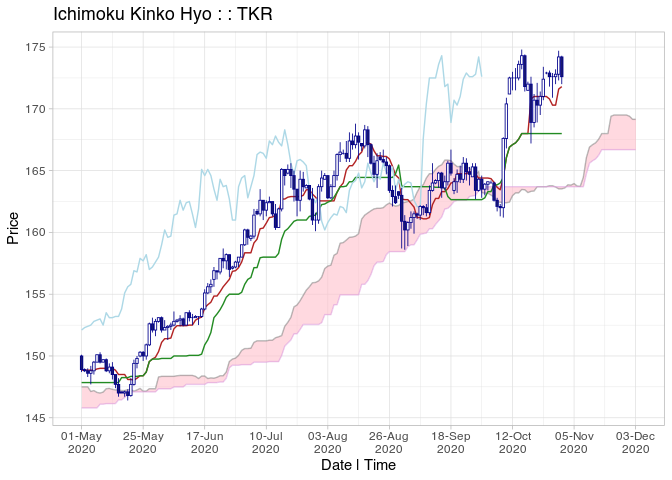 Ichimoku Kinko Hyo : : TKR
175
170
165
160
155
150
145
Price
01-May 25-May 17-Jun 10-Jul 03-Aug 26-Aug 18-Sep 12-Oct 05-Nov 03-Dec
2020 2020 2020 2020 2020 2020 2020 2020 2020 2020
Date | Time